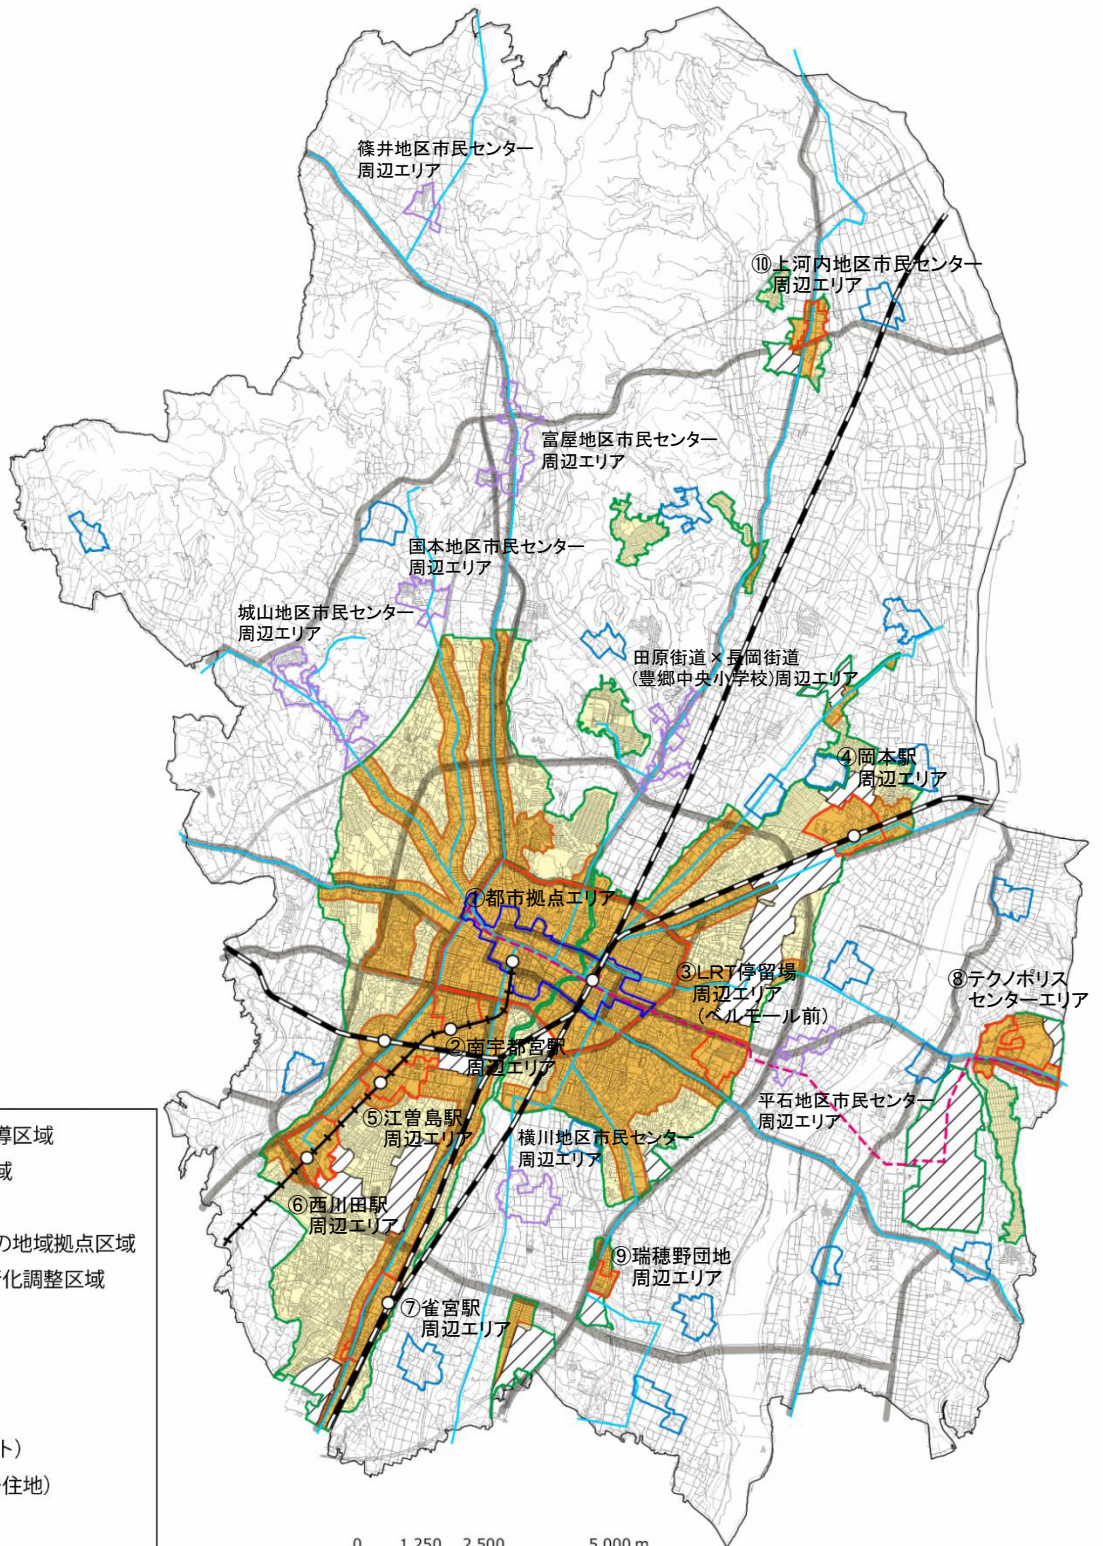 篠井地区市民センター
周辺エリア
⑩上河内地区市民センター
周辺エリア
富屋地区市民センター
周辺エリア
国本地区市民センター
周辺エリア
城山地区市民センター
周辺エリア
田原街道×長岡街道
(豊郷中央小学校)周辺エリア
④岡本駅
周辺エリア
①都市拠点エリア
③LRT停留場
周辺エリア
(ベルモール前)
⑧テクノポリス
センターエリア
②南宇都宮駅
周辺エリア
平石地区市民センター
周辺エリア
⑤江曽島駅
周辺エリア
横川地区市民センター
周辺エリア
⑥西川田駅
周辺エリア
⑨瑞穂野団地
周辺エリア
⑦雀宮駅
周辺エリア
導区域
域
の地域拠点区域
化調整区域
ト)
住地)
0 1,250 2,500 5,000 m